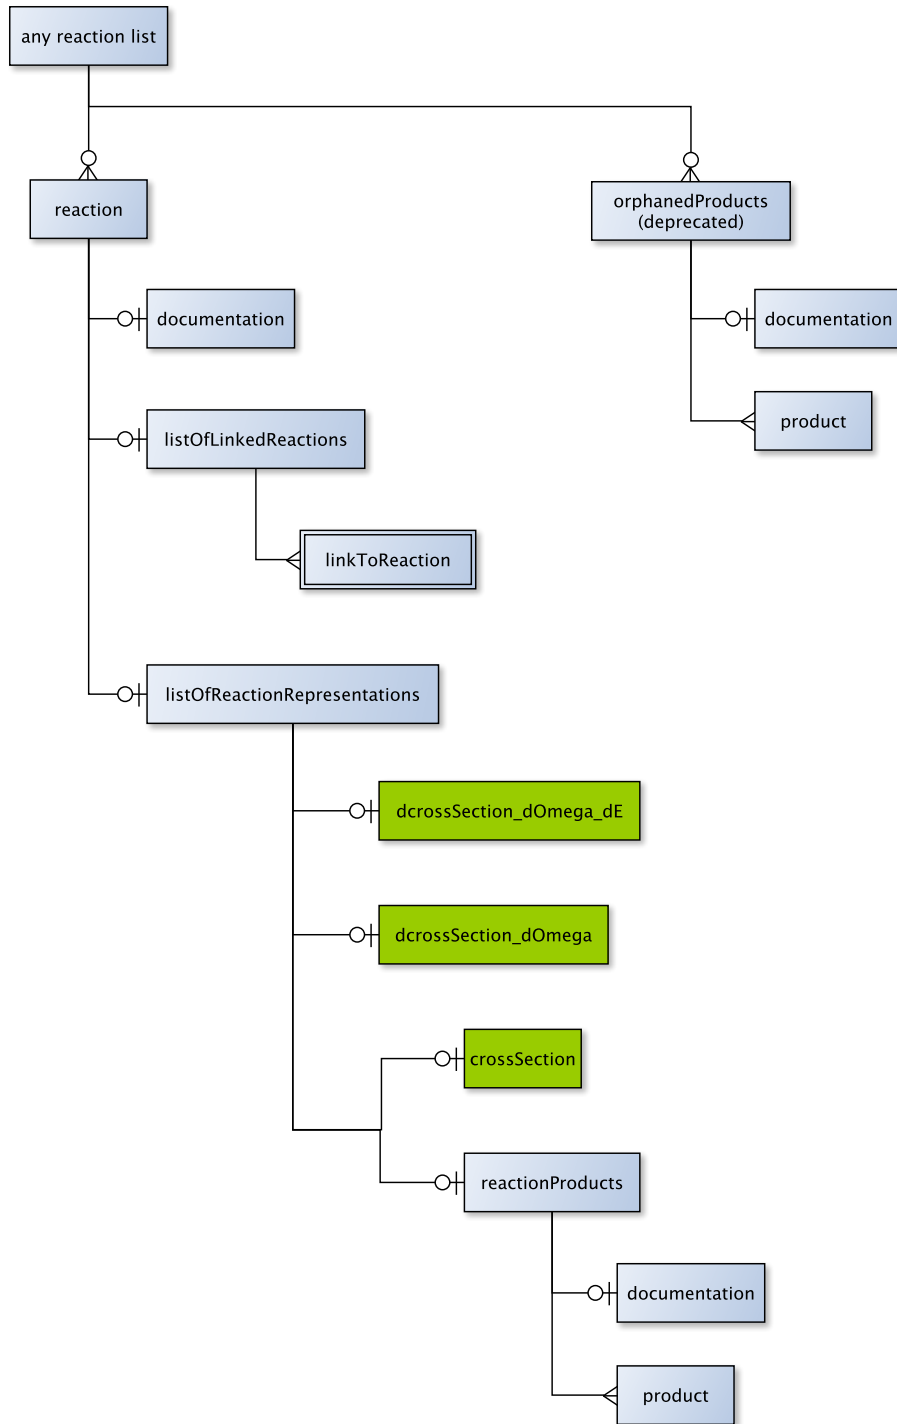 any reaction list
reaction
orphanedProducts
(deprecated)
documentation
documentation
product
listOfLinkedReactions
linkToReaction
listOfReactionRepresentations
dcrossSection_dOmega_dE
dcrossSection_dOmega
crossSection
reactionProducts
documentation
product